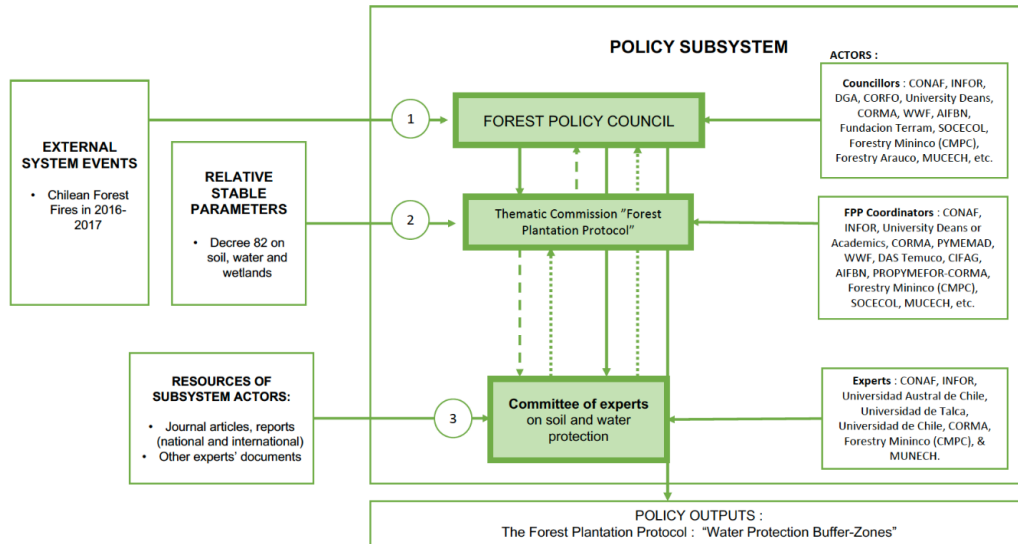 POLICY SUBSYSTEM
EXTERNAL
SYSTEM EVENTS
• Chilean Forest
Fires in 2016-
2017
RELATIVE
STABLE
PARAMETERS
• Decree 82 on
soil, water and
wetlands
RESOURCES OF
SUBSYSTEM ACTORS:
• Journal articles, reports
(national and international)
• Other experts' documents
1
2
3
FOREST POLICY COUNCIL
Thematic Commission "Forest
Plantation Protocol"
Committee of experts
on soil and water
protection
ACTORS :
Councillors : CONAF, INFOR,
DGA, CORFO, University Deans,
CORMA, WWF, AIFBN,
Fundacion Terram, SOCECOL,
Forestry Mininco (CMPC),
Forestry Arauco, MUCECH, etc.
FPP Coordinators : CONAF,
INFOR, University Deans or
Academics, CORMA, PYMEMAD,
WWF, DAS Temuco, CIFAG,
AIFBN, PROPYMEFOR-CORMA,
Forestry Mininco (CMPC),
SOCECOL, MUCECH, etc.
Experts : CONAF, INFOR,
Universidad Austral de Chile,
Universidad de Talca,
Universidad de Chile, CORMA,
Forestry Mininco (CMPC), &
MUNECH.
POLICY OUTPUTS :
The Forest Plantation Protocol : "Water Protection Buffer-Zones"